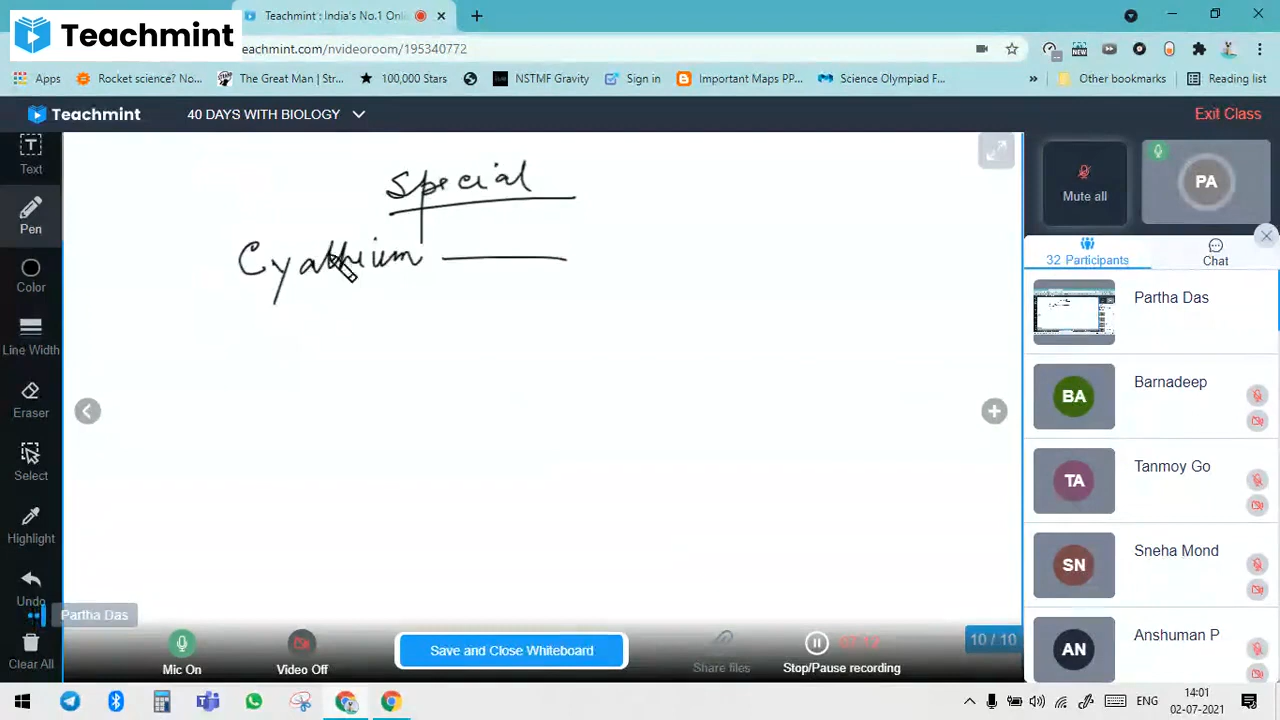 Teachmint : India's No.1 Onli
Teachmint
eachmint.com/nvideoroom/195340772
Apps
Rocket science? No...
The Great Man | Str...
100,000 Stars
NSTMF Gravity
Sign in
Important Maps PP...
Science Olympiad F...
»
Other bookmarks
Reading list
Teachmint
40 DAYS WITH BIOLOGY
Exit Class
Text
Pen
Color
Line Width
Eraser
Select
Highlight
Undo
Clear All
Special
Cyathium
Mute all
PA
32 Participants
Chat
Partha Das
BA
Barnadeep
TA
Tanmoy Go
SN
Sneha Mond
AN
Anshuman P
Partha Das
Mic On
Video Off
Save and Close Whiteboard
Share files
Stop/Pause recording
10 / 10
ENG
14:01
02-07-2021